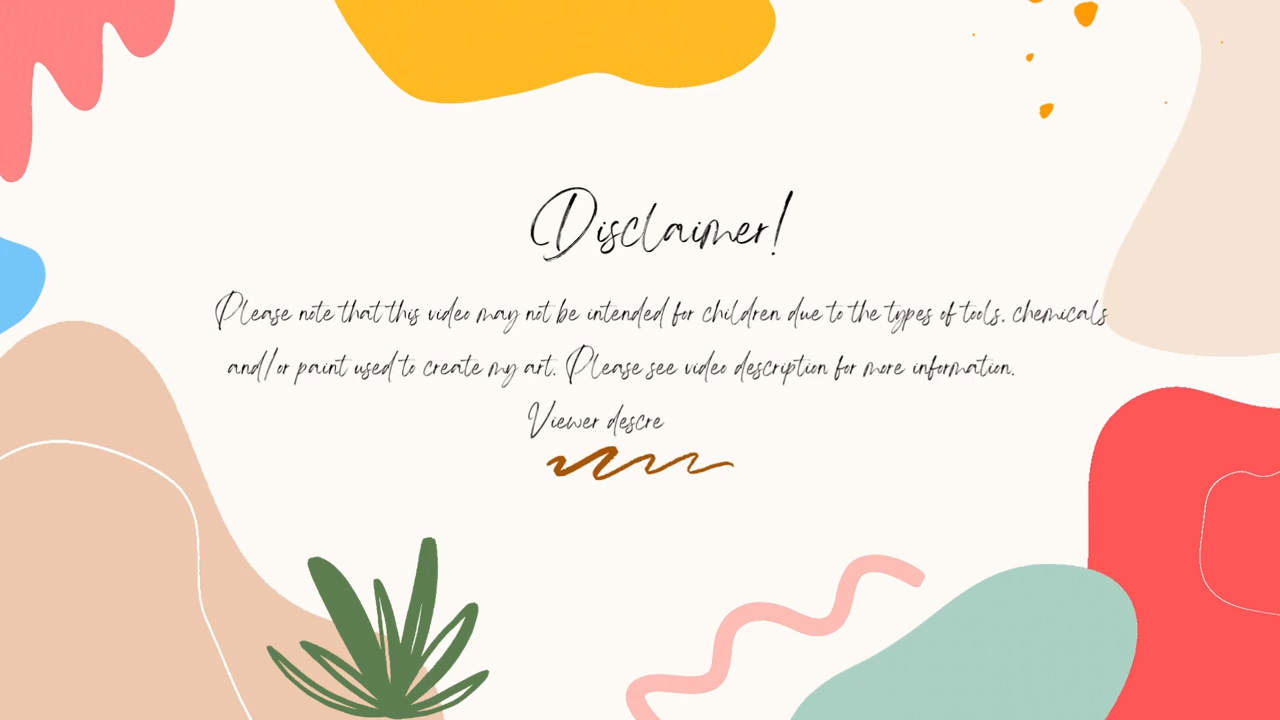 Disclaimer!
Please note that this video may not be intended for children due to the types of tools, chemicals
and/or paint used to create my art. Please see video description for more information.
Viewer descre